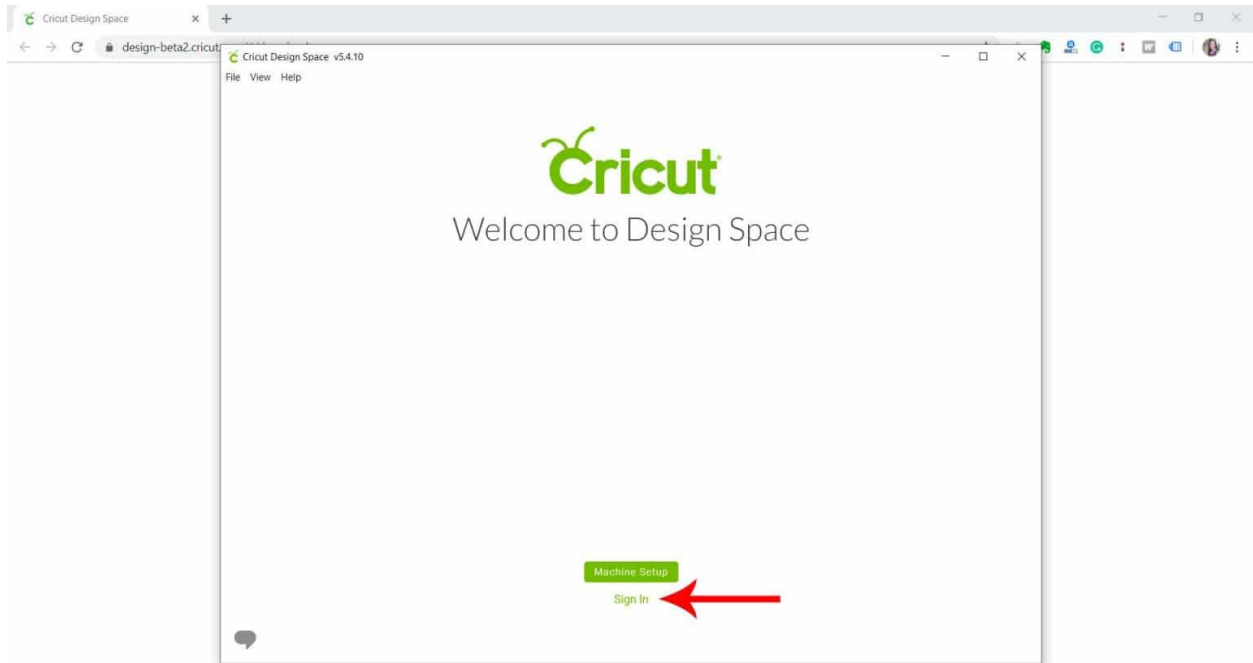 Cricut Design Space
design-beta2.cricut
Cricut Design Space v5.4.10
File View Help
Cricut
Welcome to Design Space
Machine Setup
Sign In